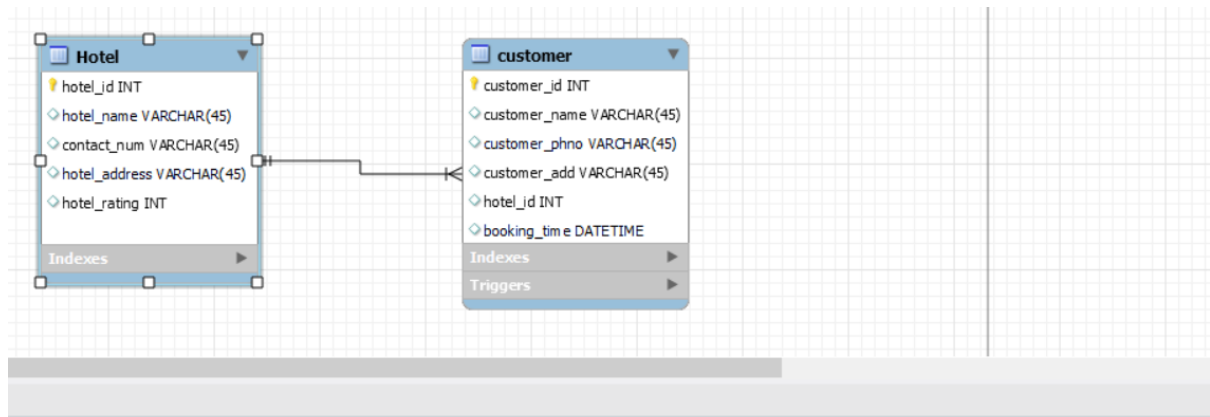 Hotel
hotel_id INT
hotel_name VARCHAR(45)
contact_num VARCHAR(45)
hotel_address VARCHAR(45)
hotel_rating INT
Indexes
customer
customer_id INT
customer_name VARCHAR(45)
customer_phno VARCHAR(45)
customer_add VARCHAR(45)
hotel_id INT
booking_time DATETIME
Indexes
Triggers